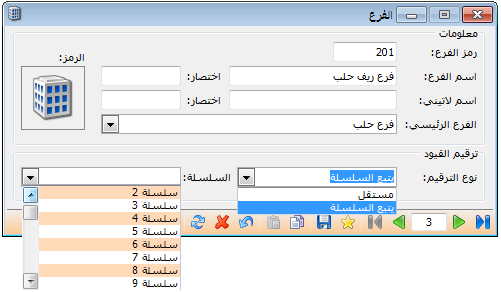 الفرع
معلومات
رمز الفرع: 201
الرمز:
اسم الفرع: فرع ريف حلب اختصار:
اسم لاتيني: اختصار:
الفرع الرئيسي: فرع حلب
ترقيم القيود
نوع الترقيم: يتبع السلسلة السلسلة:
مستقل
يتبع السلسلة
سلسلة 2
سلسلة 3
سلسلة 4
سلسلة 5
سلسلة 6
سلسلة 7
سلسلة 8
سلسلة 9
3